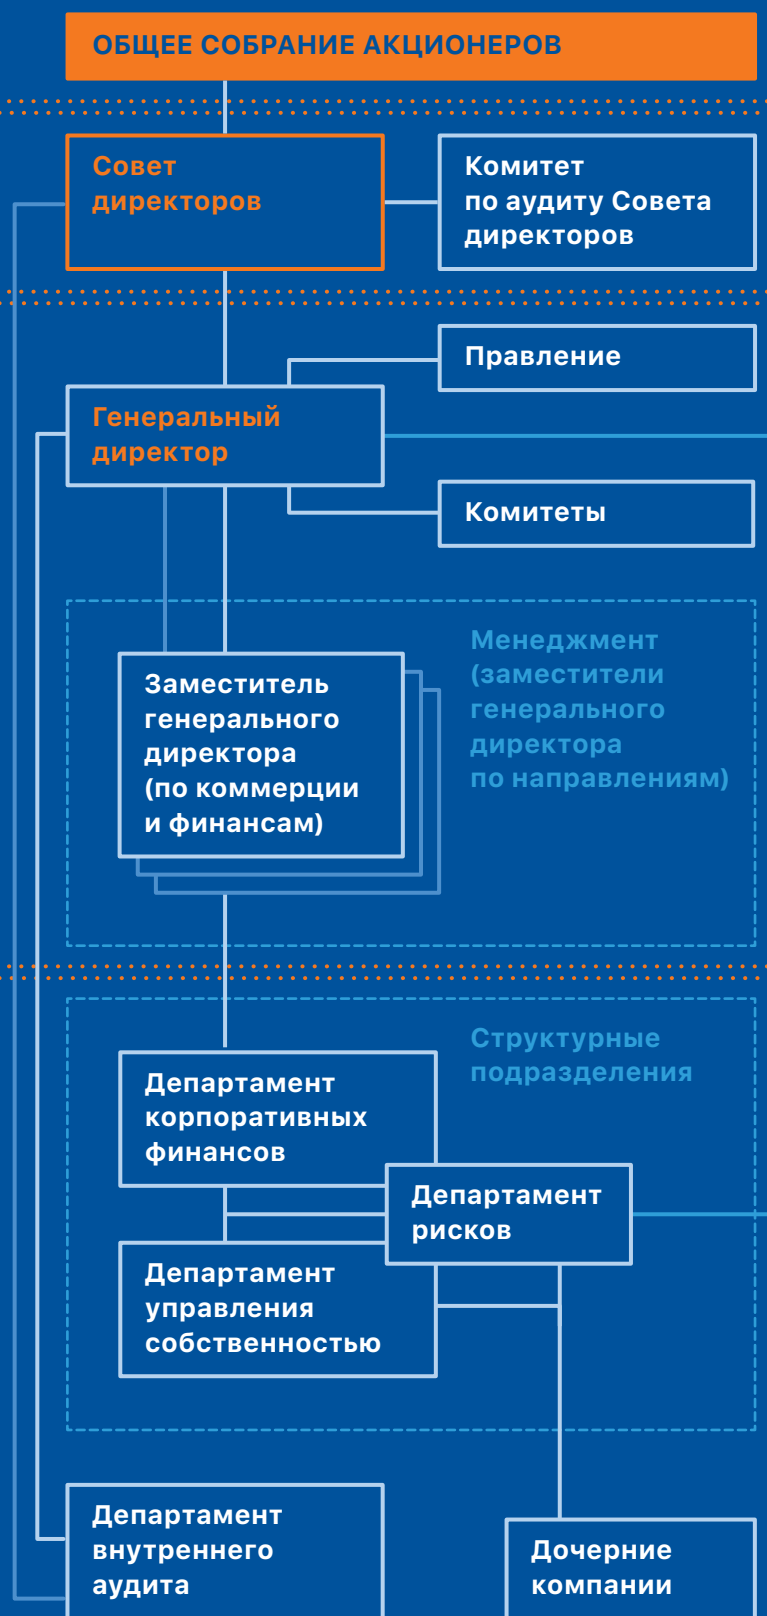 ОБЩЕЕ СОБРАНИЕ АКЦИОНЕРОВ
Совет
директоров
Комитет
по аудиту Совета
директоров
Правление
Генеральный
директор
Комитеты
Менеджмент
(заместители
генерального
директора
по направлениям)
Заместитель
генерального
директора
(по коммерции
и финансам)
Структурные
подразделения
Департамент
корпоративных
финансов
Департамент
рисков
Департамент
управления
собственностью
Департамент
внутреннего
аудита
Дочерние
компании